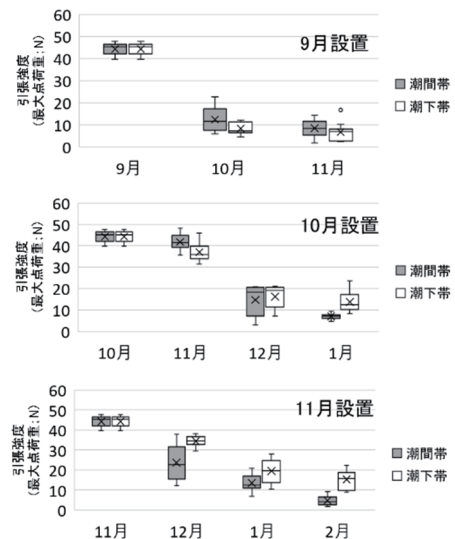 9月設置
引張強度
(最大点荷重;N)
60
50
40
30
20
10
0
潮間帯
潮下帯
9月
10月
11月
10月設置
引張強度
(最大点荷重;N)
60
50
40
30
20
10
0
潮間帯
潮下帯
10月
11月
12月
1月
11月設置
引張強度
(最大点荷重;N)
60
50
40
30
20
10
0
潮間帯
潮下帯
11月
12月
1月
2月